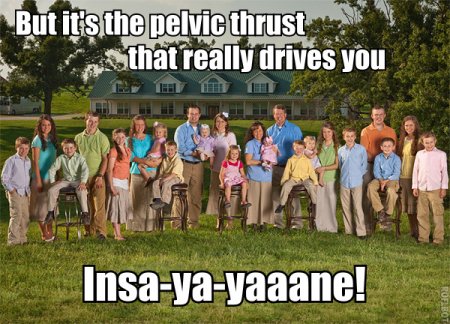 But it's the pelvic thrust
that really drives you
Insa-ya-yaaane!